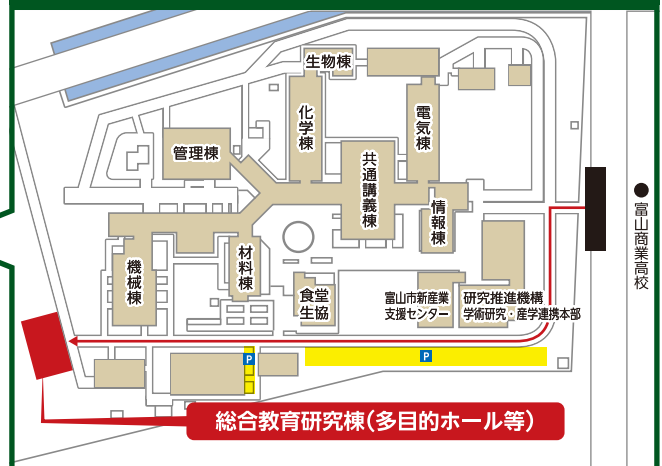 生物棟
化学棟
電気棟
管理棟
共通講義棟
情報棟
● 富山商業高校
機械棟
材料棟
食堂
生協
富山市新産業
支援センター
研究推進機構
学術研究・産学連携本部
P
P
総合教育研究棟(多目的ホール等)